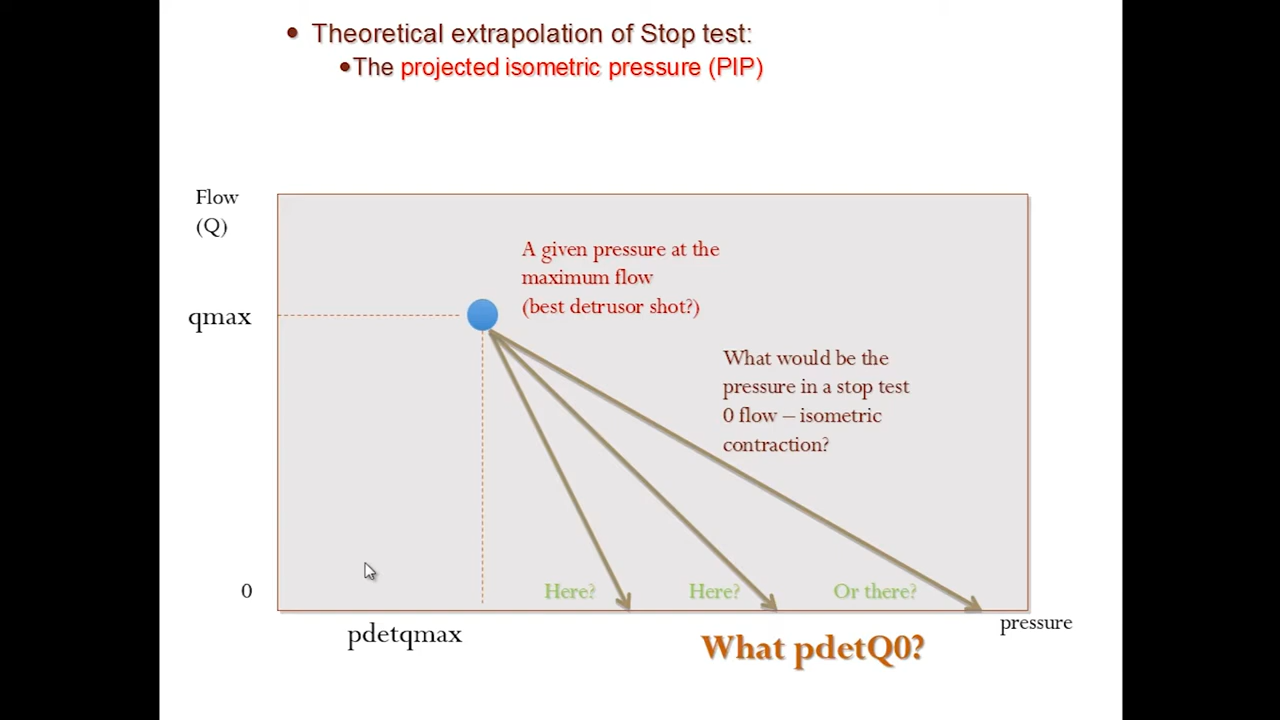 Theoretical extrapolation of Stop test:
The projected isometric pressure (PIP)
Flow
(Q)
A given pressure at the
maximum flow
(best detrusor shot?)
qmax
What would be the
pressure in a stop test
0 flow – isometric
contraction?
0
Here?
Here?
Or there?
pressure
pdetqmax
What pdetQ0?